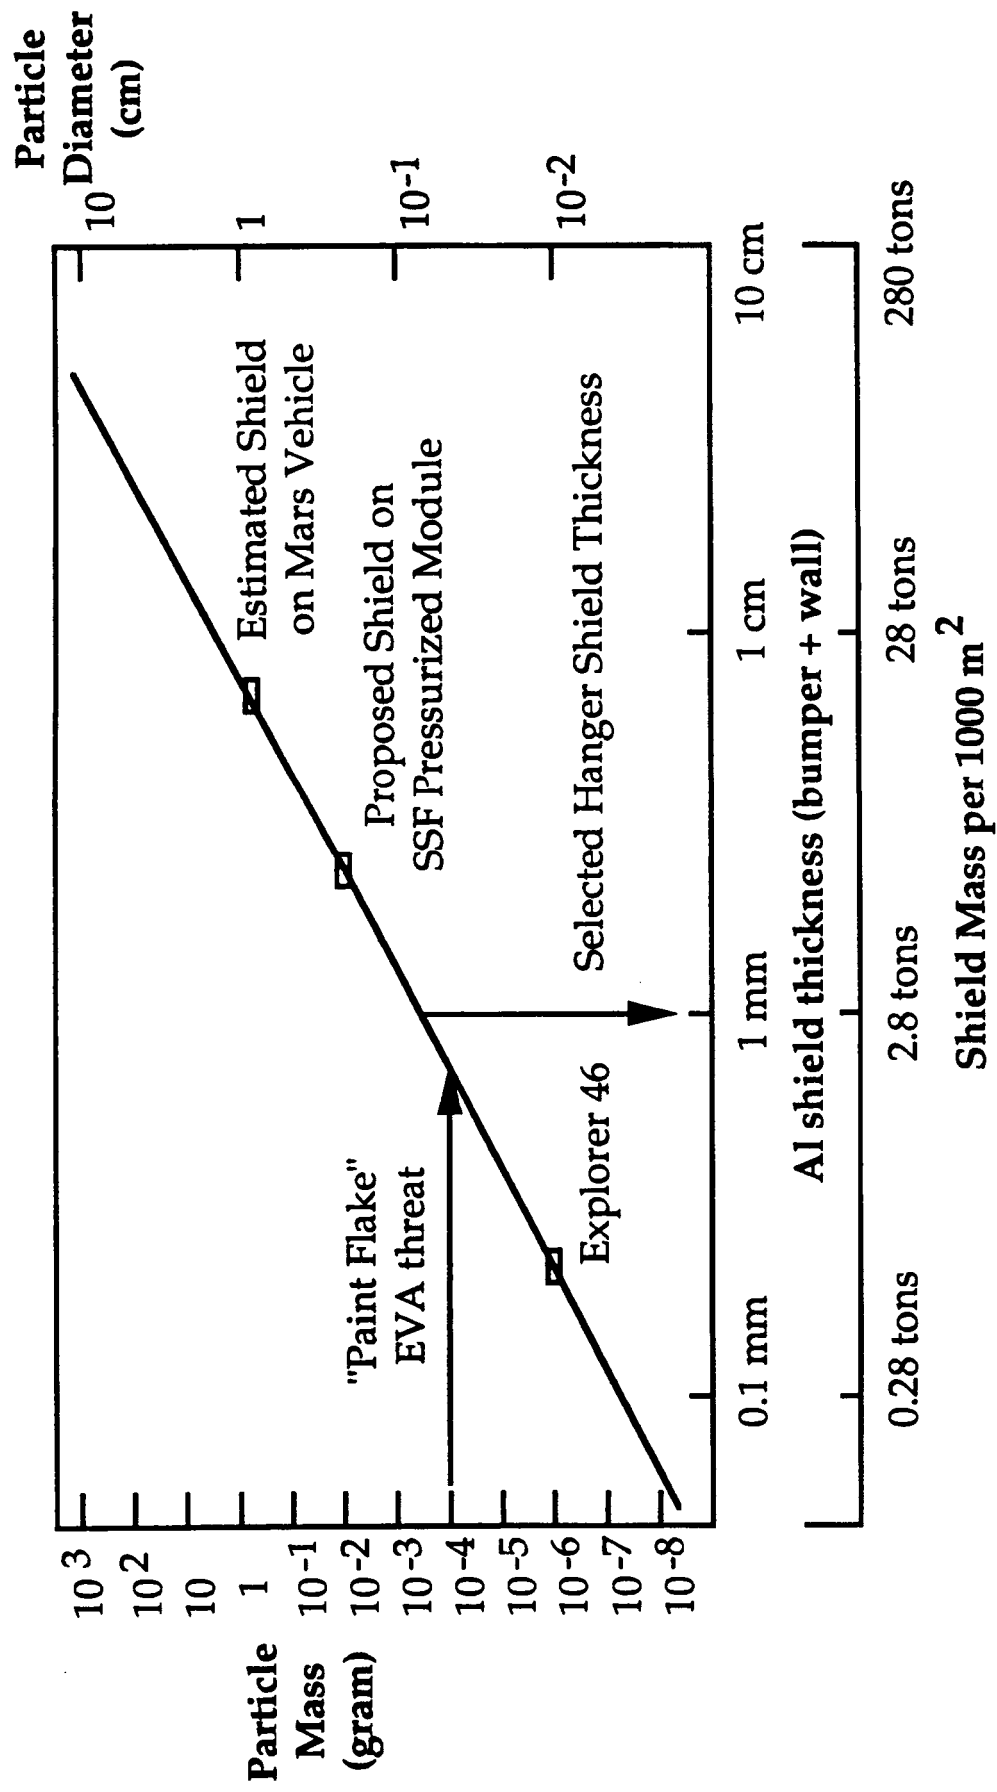 Particle
Mass
(gram)
10^3
10^2
10
1
10^-1
10^-2
10^-3
10^-4
10^-5
10^-6
10^-7
10^-8
Particle
Diameter
(cm)
10
1
10^-1
10^-2
Estimated Shield
on Mars Vehicle
Proposed Shield on
SSF Pressurized Module
"Paint Flake"
EVA threat
Selected Hanger Shield Thickness
Explorer 46
0.1 mm
1 mm
1 cm
10 cm
Al shield thickness (bumper + wall)
0.28 tons
2.8 tons
28 tons
280 tons
Shield Mass per 1000 m^2